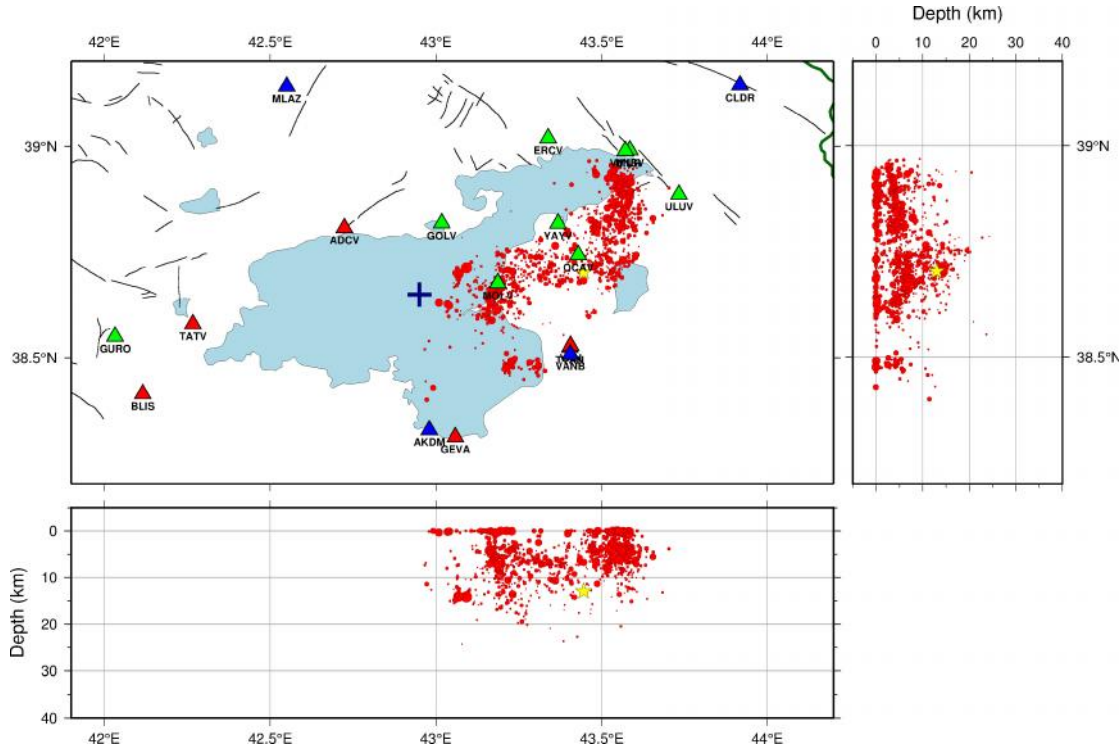 Depth (km)
42°E 42.5°E 43°E 43.5°E 44°E 0 10 20 30 40
MLAZ
CLDR
ERCV
39°N
39°N
ULUV
ADCV
GOLV
YAYV
TATV
GURO
VANB
38.5°N
38.5°N
BLIS
AKDM
GEVA
0
10
20
30
40
Depth (km)
42°E 42.5°E 43°E 43.5°E 44°E